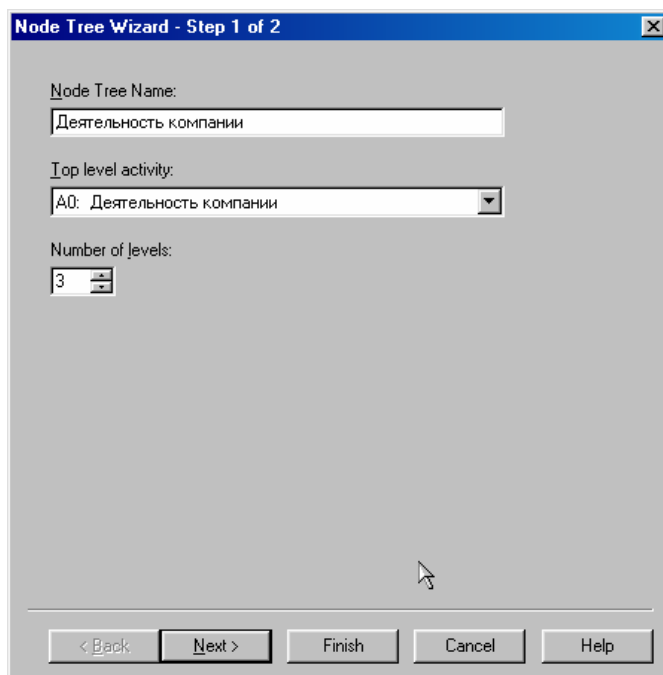 Node Tree Wizard - Step 1 of 2
Node Tree Name:
Деятельность компании
Top level activity:
A0: Деятельность компании
Number of levels:
3
< Back Next > Finish Cancel Help